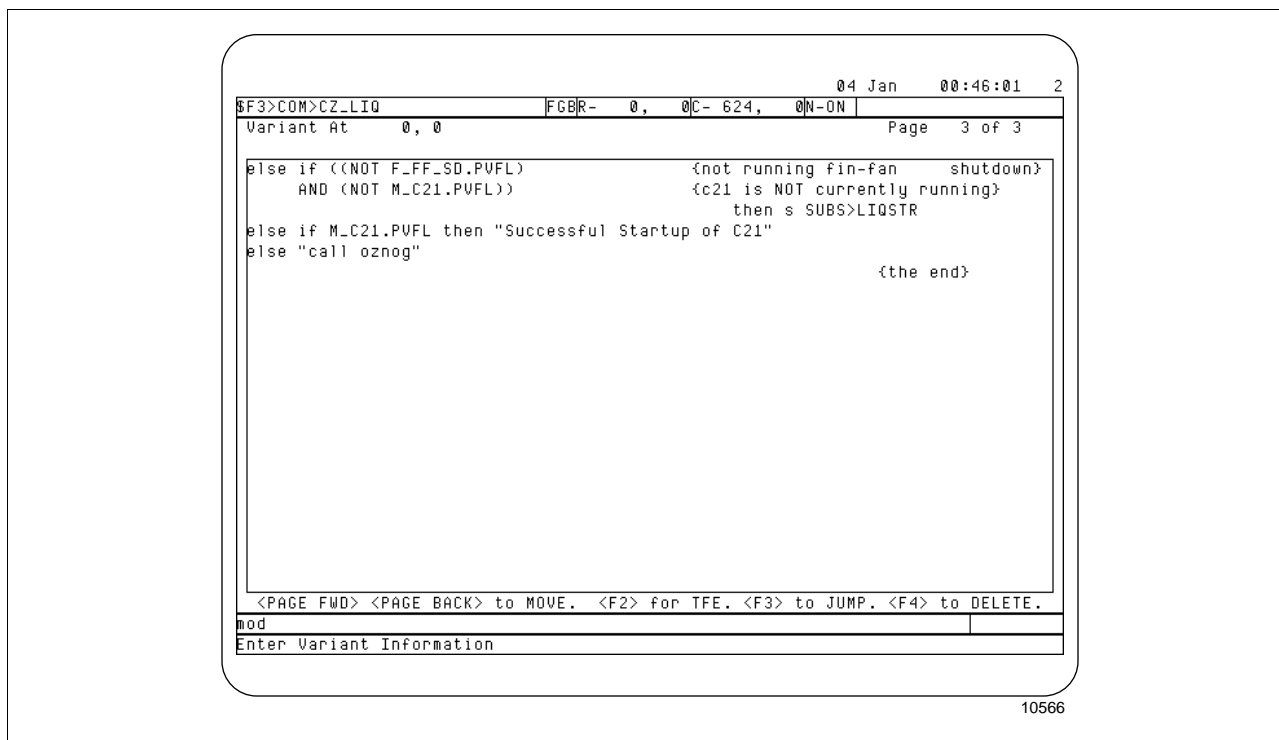 04 Jan 00:46:01 2
$F3>COM>CZ_LIQ FGBR- 0, 0C- 624, 0N-ON
Variant At 0, 0 Page 3 of 3
else if ((NOT F_FF_SD.PVFL) {not running fin-fan shutdown}
AND (NOT M_C21.PVFL)) {c21 is NOT currently running}
then s SUBS>LIQSTR
else if M_C21.PVFL then "Successful Startup of C21"
else "call oznog"
{the end}
<PAGE FWD> <PAGE BACK> to MOVE. <F2> for TFE. <F3> to JUMP. <F4> to DELETE.
mod
Enter Variant Information
10566